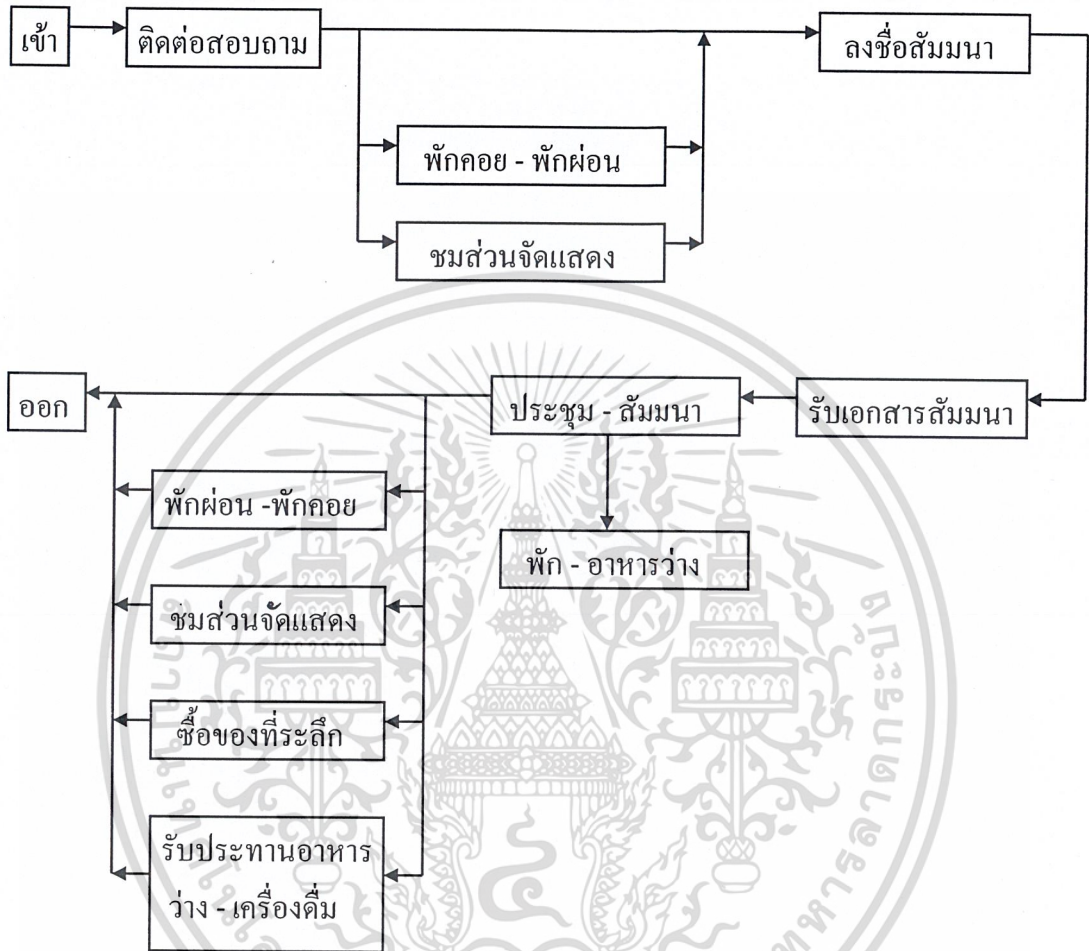 เข้า
ติดต่อสอบถาม
ลงชื่อสัมมนา
พักคอย - พักผ่อน
ชมส่วนจัดแสดง
ออก
ประชุม - สัมมนา
รับเอกสารสัมมนา
พักผ่อน -พักคอย
พัก - อาหารว่าง
ชมส่วนจัดแสดง
ซื้อของที่ระลึก
รับประทานอาหาร
ว่าง - เครื่องดื่ม